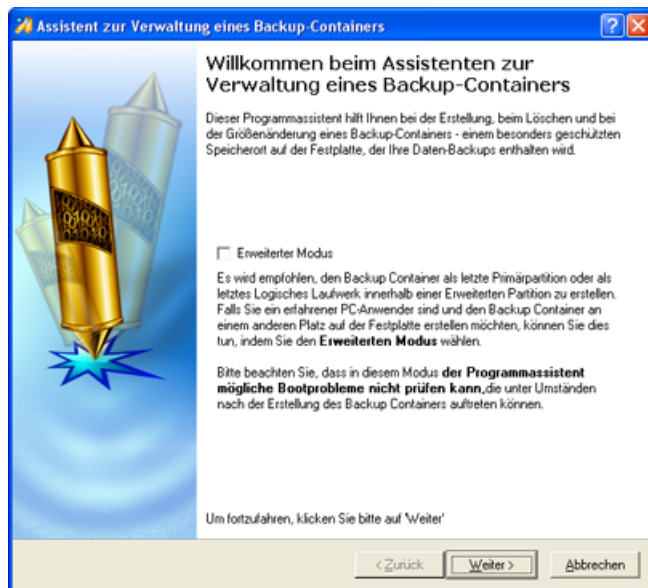 Assistent zur Verwaltung eines Backup-Containers
Willkommen beim Assistenten zur
Verwaltung eines Backup-Containers
Dieser Programmassistent hilft Ihnen bei der Erstellung, beim Löschen und bei
der Größenänderung eines Backup-Containers - einem besonders geschützten
Speicherort auf der Festplatte, der Ihre Daten-Backups enthalten wird.
Erweiterter Modus
Es wird empfohlen, den Backup Container als letzte Primärpartition oder als
letztes Logisches Laufwerk innerhalb einer Erweiterten Partition zu erstellen.
Falls Sie ein erfahrener PC-Anwender sind und den Backup Container an
einem anderen Platz auf der Festplatte erstellen möchten, können Sie dies
tun, indem Sie den Erweiterten Modus wählen.
Bitte beachten Sie, dass in diesem Modus der Programmassistent
mögliche Bootprobleme nicht prüfen kann,die unter Umständen
nach der Erstellung des Backup Containers auftreten können.
Um fortzufahren, klicken Sie bitte auf 'Weiter'
< Zurück Weiter > Abbrechen